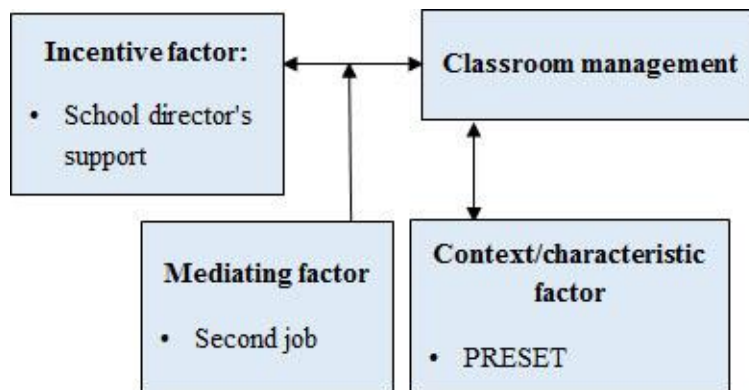 Incentive factor:
• School director's
support
Classroom management
Mediating factor
• Second job
Context/characteristic
factor
• PRESET